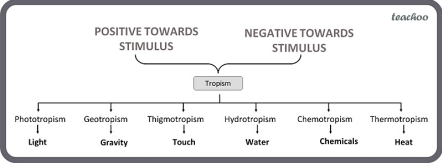 teachoo
POSITIVE TOWARDS
STIMULUS
NEGATIVE TOWARDS
STIMULUS
Tropism
Phototropism Geotropism Thigmotropism Hydrotropism Chemotropism Thermotropism
Light Gravity Touch Water Chemicals Heat